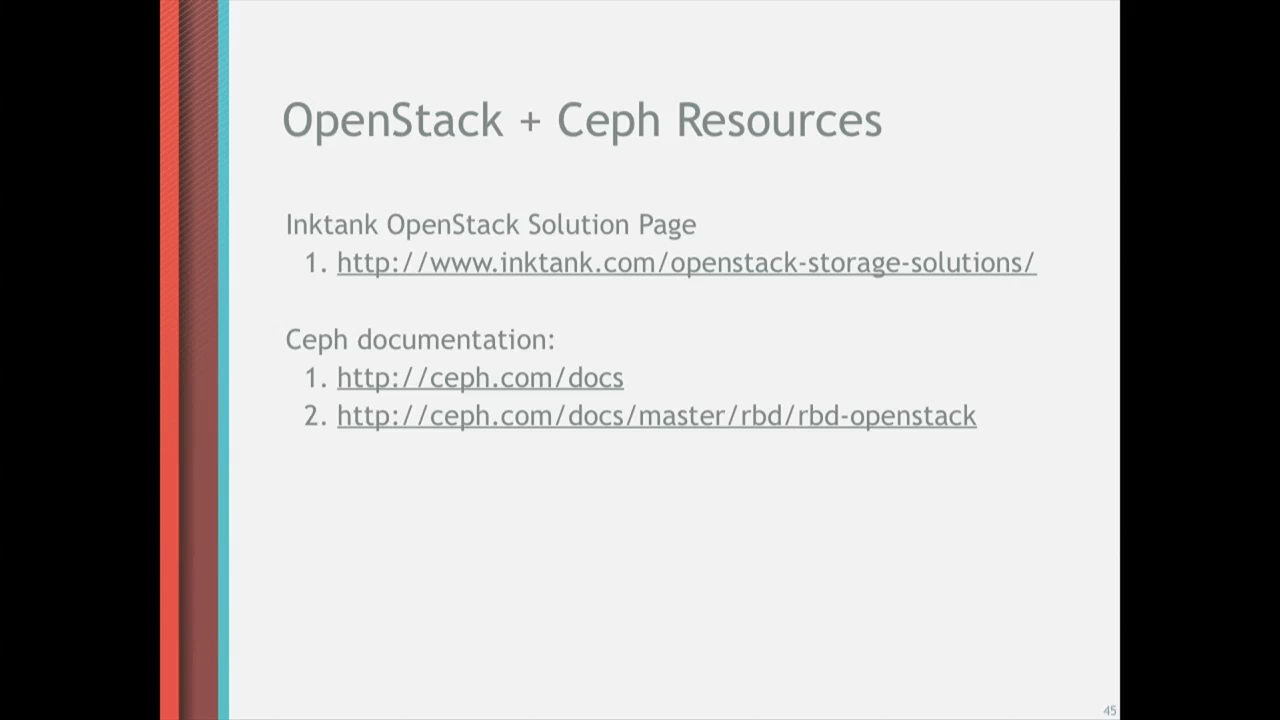 OpenStack + Ceph Resources
Inktank OpenStack Solution Page
1. http://www.inktank.com/openstack-storage-solutions/
Ceph documentation:
1. http://ceph.com/docs
2. http://ceph.com/docs/master/rbd/rbd-openstack
45